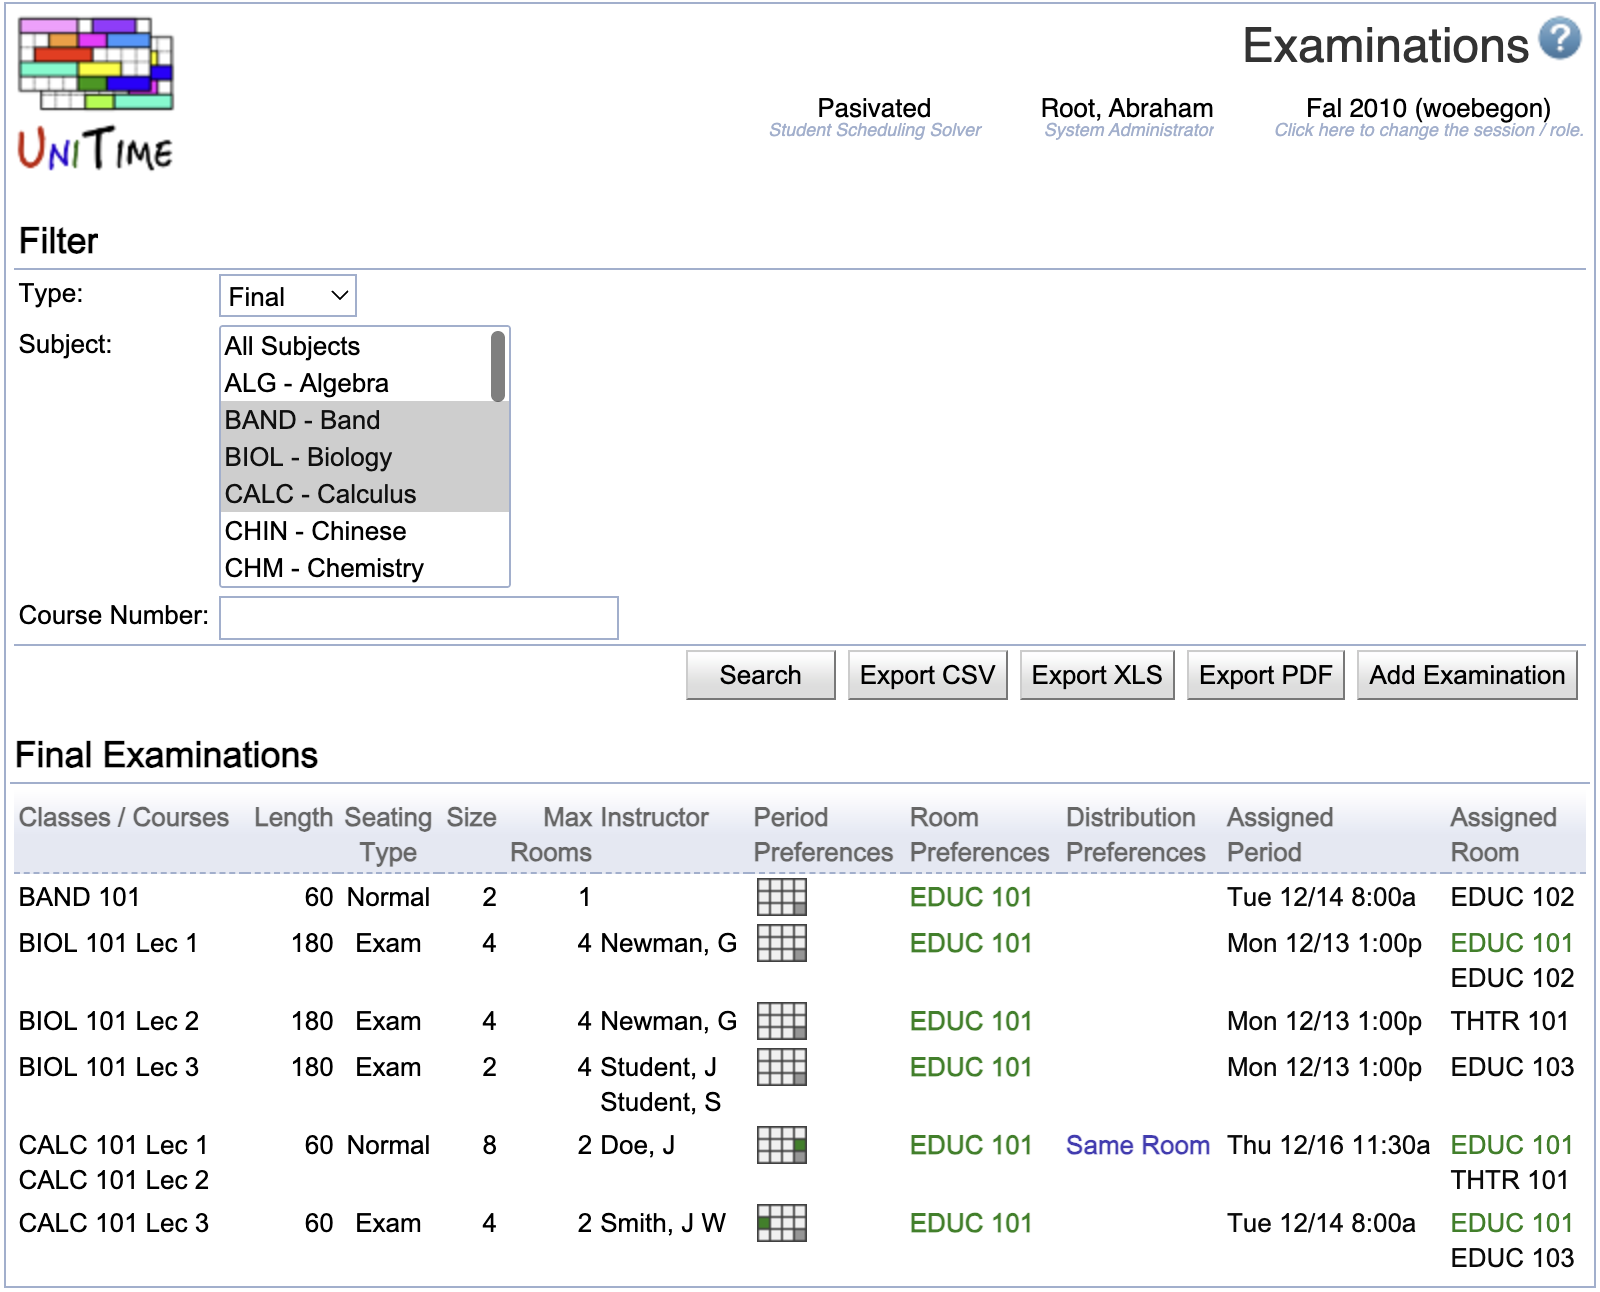 Examinations
UNITIME
Pasivated Root, Abraham Fal 2010 (woebegon)
Student Scheduling Solver System Administrator Click here to change the session / role.
Filter
Type: Final
Subject: All Subjects
ALG - Algebra
BAND - Band
BIOL - Biology
CALC - Calculus
CHIN - Chinese
CHM - Chemistry
Course Number:
Search Export CSV Export XLS Export PDF Add Examination
Final Examinations
Classes / Courses Length Seating Size Max Instructor Period Room Distribution Assigned Assigned
Type Rooms Preferences Preferences Preferences Period Room
BAND 101 60 Normal 2 1 EDUC 101 Tue 12/14 8:00a EDUC 102
BIOL 101 Lec 1 180 Exam 4 4 Newman, G EDUC 101 Mon 12/13 1:00p EDUC 101
EDUC 102
BIOL 101 Lec 2 180 Exam 4 4 Newman, G EDUC 101 Mon 12/13 1:00p THTR 101
BIOL 101 Lec 3 180 Exam 2 4 Student, J EDUC 101 Mon 12/13 1:00p EDUC 103
Student, S
CALC 101 Lec 1 60 Normal 8 2 Doe, J EDUC 101 Same Room Thu 12/16 11:30a EDUC 101
CALC 101 Lec 2 THTR 101
CALC 101 Lec 3 60 Exam 4 2 Smith, J W EDUC 101 Tue 12/14 8:00a EDUC 101
EDUC 103